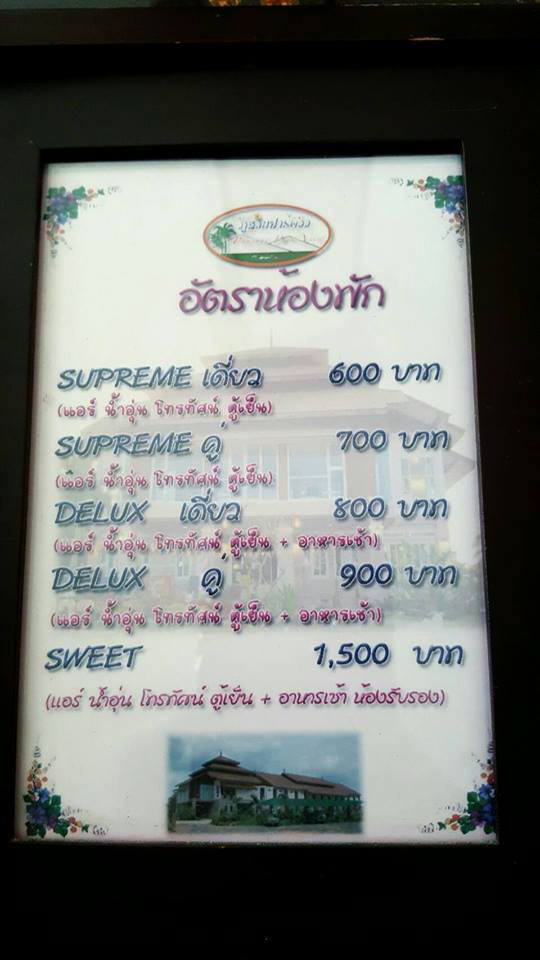 อัตราห้องพัก
SUPREME เดี่ยว 600 บาท
(แอร์ น้ำอุ่น โทรทัศน์ ตู้เย็น)
SUPREME คู่ 700 บาท
(แอร์ น้ำอุ่น โทรทัศน์ ตู้เย็น)
DELUX เดี่ยว 800 บาท
(แอร์ น้ำอุ่น โทรทัศน์ ตู้เย็น + อาหารเช้า)
DELUX คู่ 900 บาท
(แอร์ น้ำอุ่น โทรทัศน์ ตู้เย็น + อาหารเช้า)
SWEET 1,500 บาท
(แอร์ น้ำอุ่น โทรทัศน์ ตู้เย็น + อาหารเช้า ห้องรับรอง)